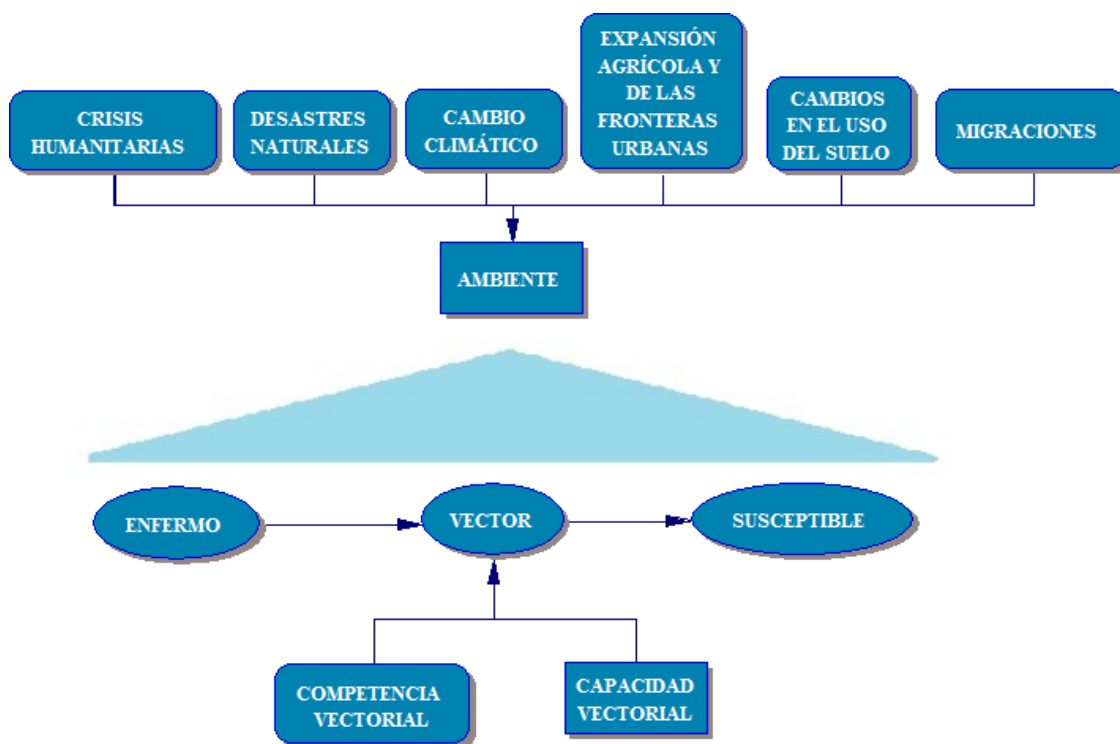 CRISIS
HUMANITARIAS
DESASTRES
NATURALES
CAMBIO
CLIMÁTICO
EXPANSIÓN
AGRÍCOLA Y
DE LAS
FRONTERAS
URBANAS
CAMBIOS
EN EL USO
DEL SUELO
MIGRACIONES
AMBIENTE
ENFERMO
VECTOR
SUSCEPTIBLE
COMPETENCIA
VECTORIAL
CAPACIDAD
VECTORIAL